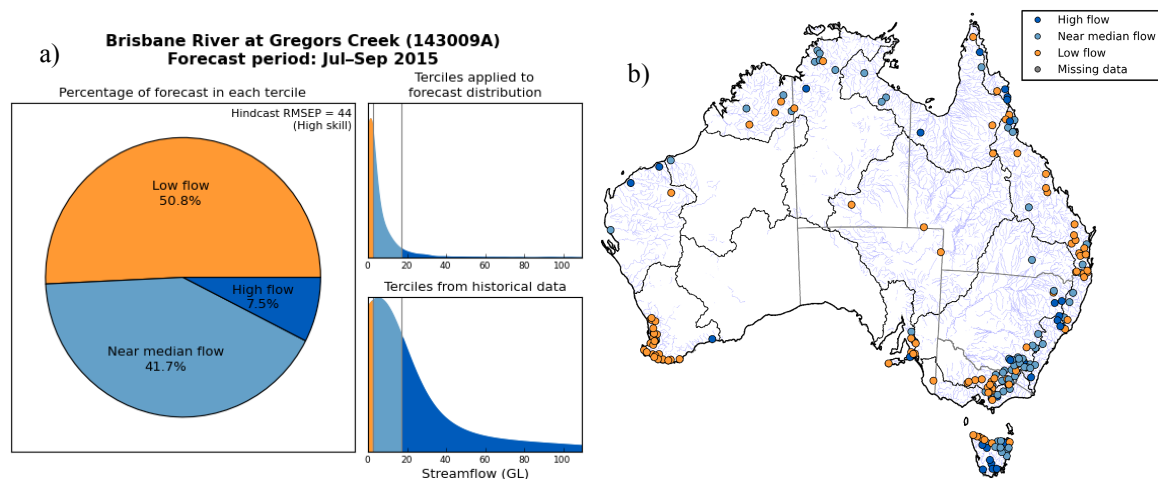 a)
Brisbane River at Gregors Creek (143009A)
Forecast period: Jul–Sep 2015
Percentage of forecast in each tercile
Hindcast RMSEP = 44
(High skill)
Low flow
50.8%
High flow
7.5%
Near median flow
41.7%
Terciles applied to
forecast distribution
0 20 40 60 80 100
Terciles from historical data
0 20 40 60 80 100
Streamflow (GL)
b)
High flow
Near median flow
Low flow
Missing data